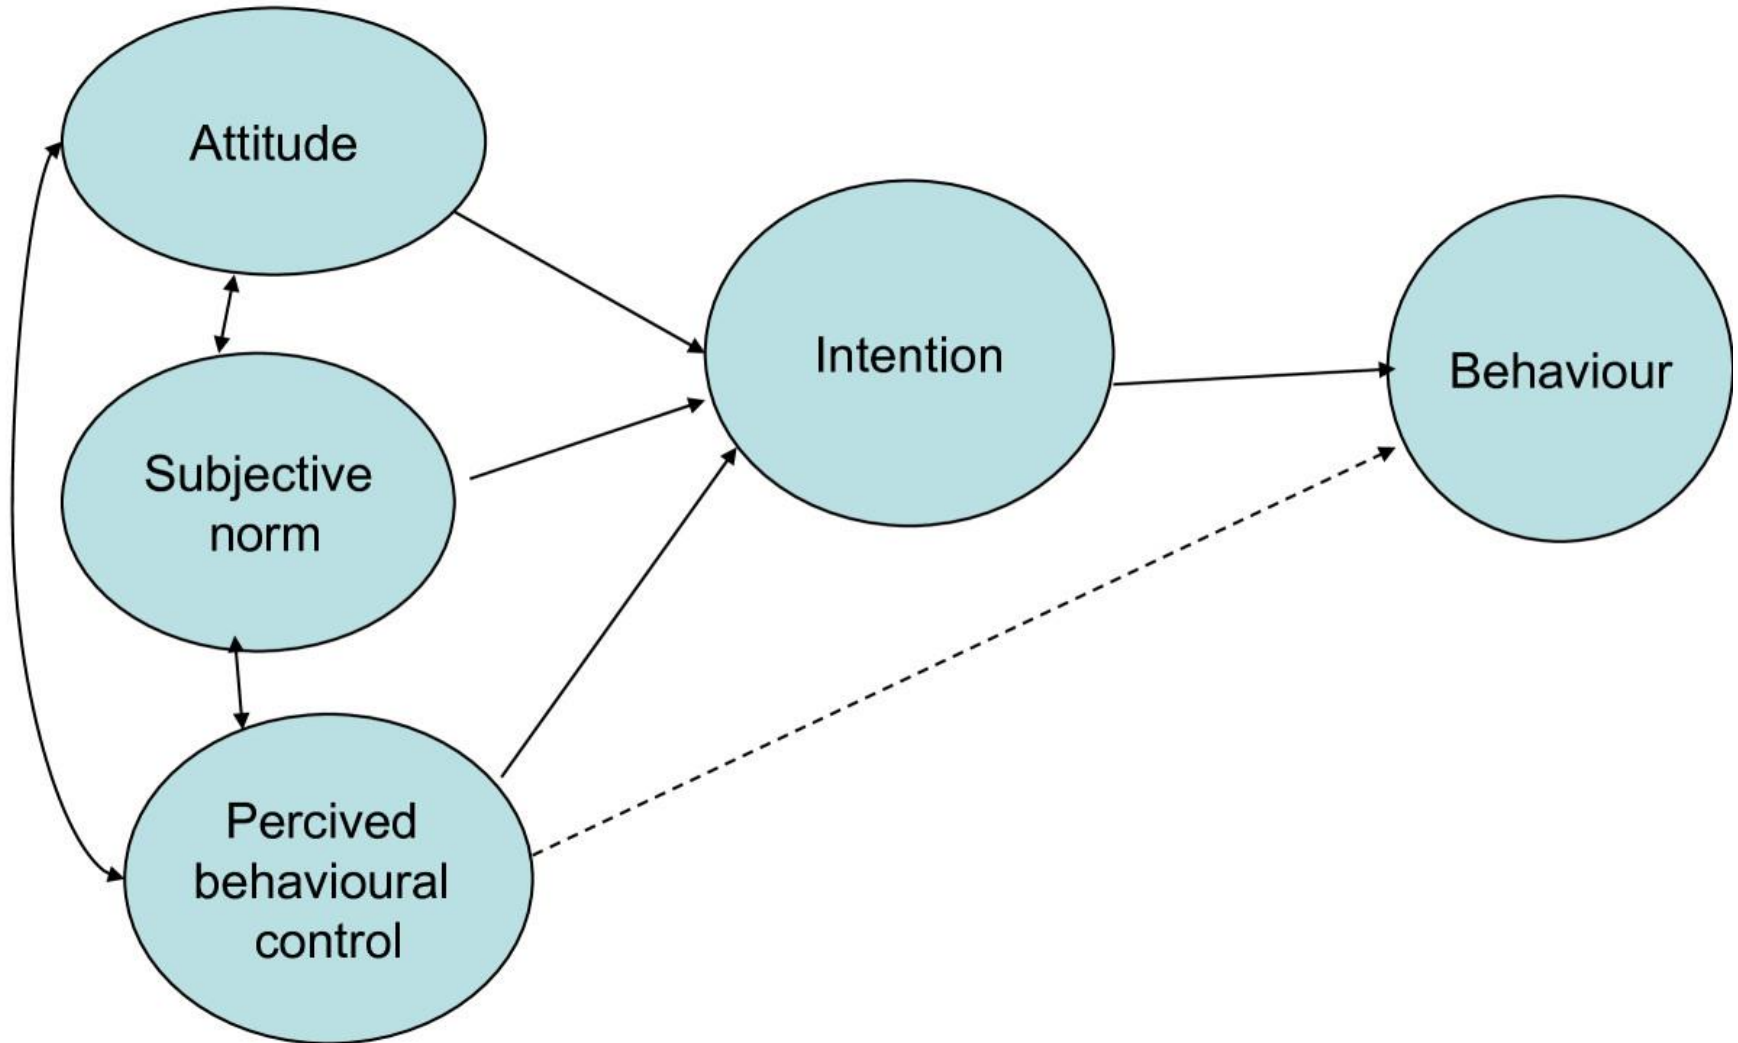 Attitude
Subjective
norm
Percived
behavioural
control
Intention
Behaviour